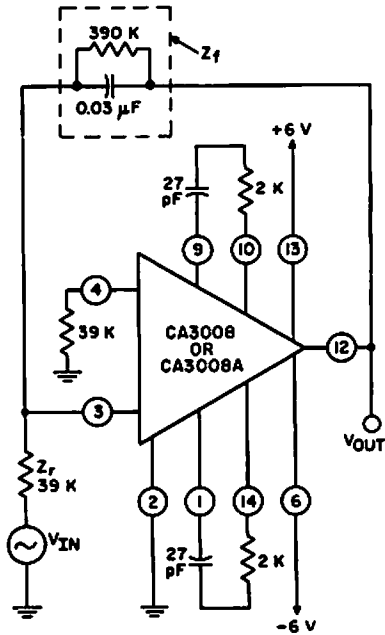 390 K
Zf
0.03 µF
+6 V
27
pF
2 K
9
10
13
4
CA3008
OR
CA3008A
39 K
12
3
VOUT
Zr
39 K
2
1
14
6
VIN
27
pF
2 K
-6 V